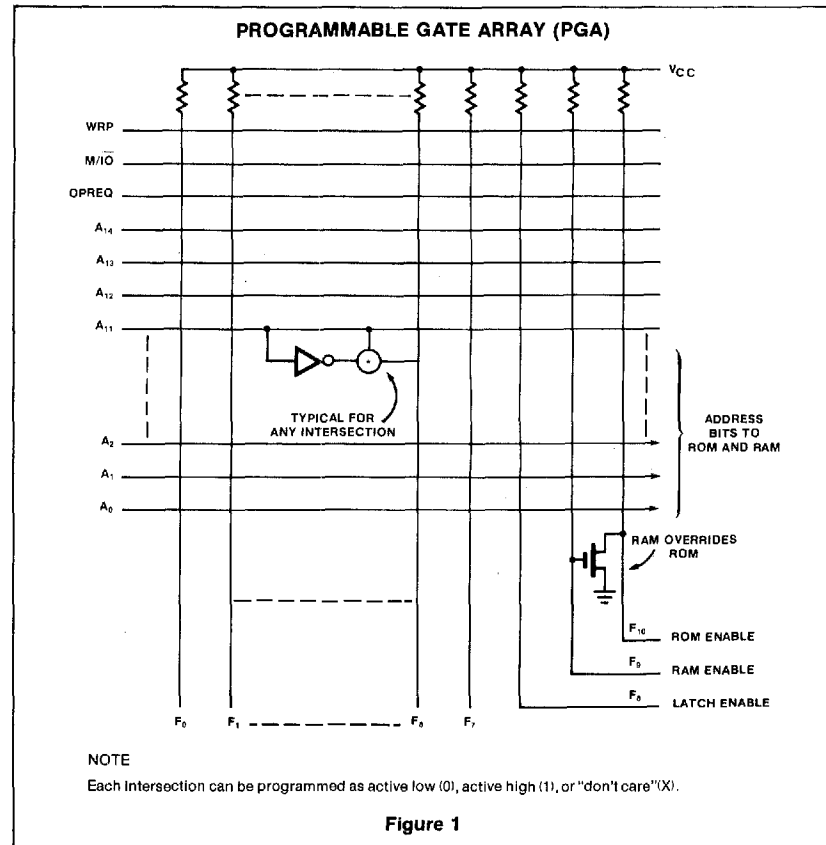 PROGRAMMABLE GATE ARRAY (PGA)
VCC
WRP
M/I̅O̅
OPREQ
A14
A13
A12
A11
TYPICAL FOR
ANY INTERSECTION
ADDRESS
BITS TO
ROM AND RAM
A2
A1
A0
RAM OVERRIDES
ROM
F10
ROM ENABLE
F9
RAM ENABLE
F8
LATCH ENABLE
F0 F1 F6 F7
NOTE
Each Intersection can be programmed as active low (0), active high (1), or "don't care"(X).
Figure 1